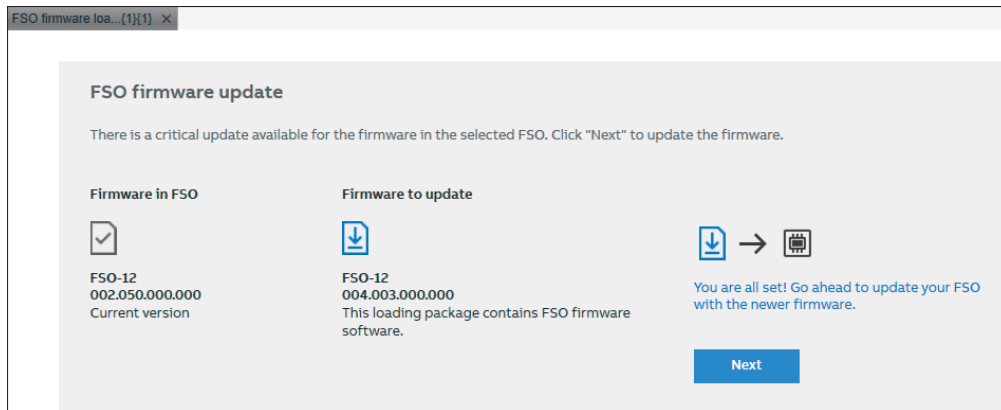 FSO firmware loa...{1}{1}
FSO firmware update
There is a critical update available for the firmware in the selected FSO. Click "Next" to update the firmware.
Firmware in FSO
Firmware to update
FSO-12
002.050.000.000
Current version
FSO-12
004.003.000.000
This loading package contains FSO firmware
software.
You are all set! Go ahead to update your FSO
with the newer firmware.
Next